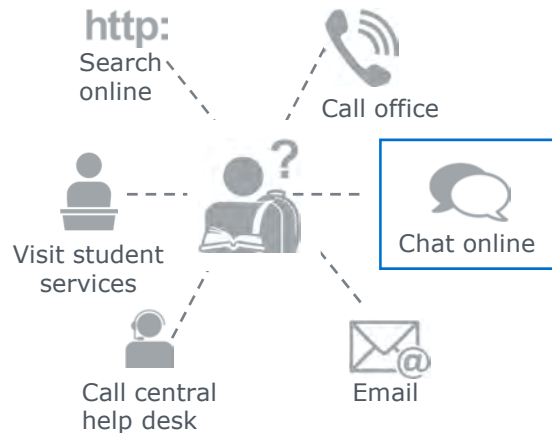 http:
Search
online
Call office
?
Visit student
services
Chat online
Call central
help desk
@
Email